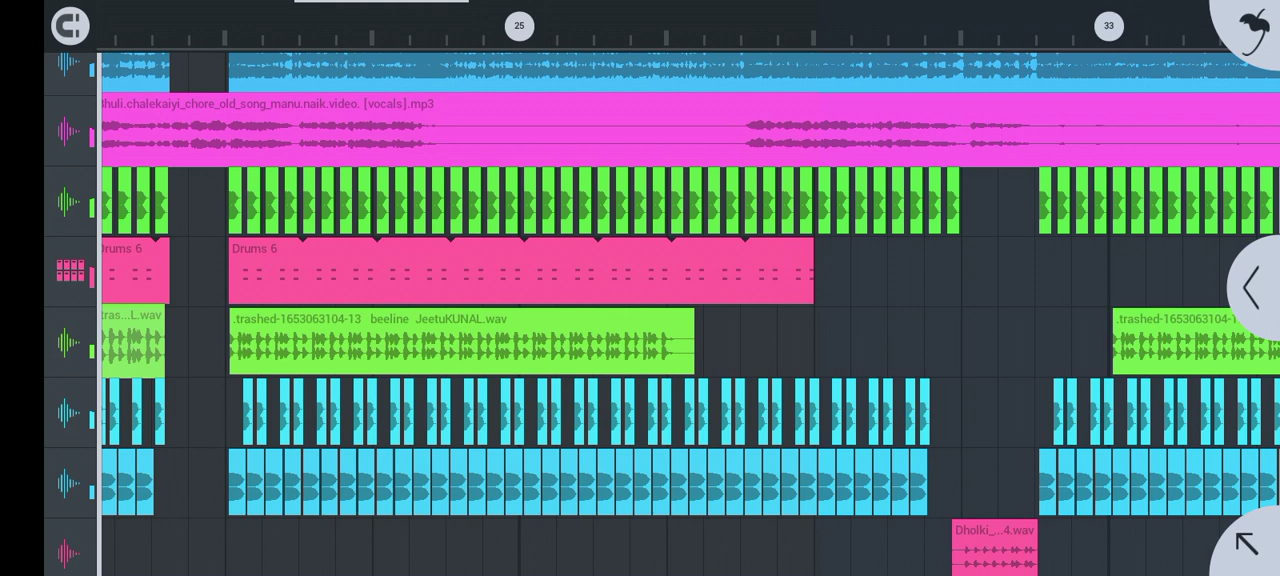 25
33
Bhuli.chalekaiyi_chore_old_song_manu.naik.video. [vocals].mp3
Drums 6
Drums 6
tras...L.wav
.trashed-1653063104-13 beeline JeetuKUNAL.wav
.trashed-1653063104-1
Dholki_...4.wav